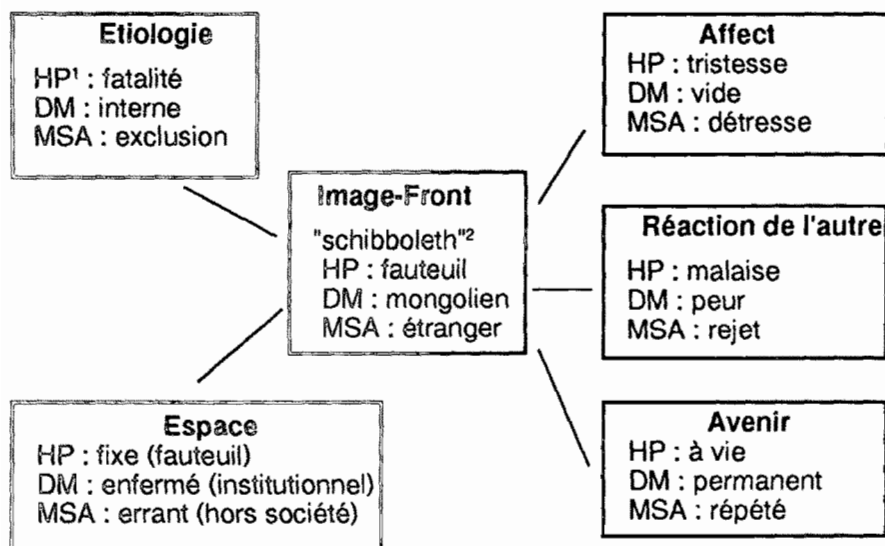 Etiologie
HP¹ : fatalité
DM : interne
MSA : exclusion
Affect
HP : tristesse
DM : vide
MSA : détresse
Image-Front
"schibboleth"²
HP : fauteuil
DM : mongolien
MSA : étranger
Réaction de l'autre
HP : malaise
DM : peur
MSA : rejet
Espace
HP : fixe (fauteuil)
DM : enfermé (institutionnel)
MSA : errant (hors société)
Avenir
HP : à vie
DM : permanent
MSA : répété